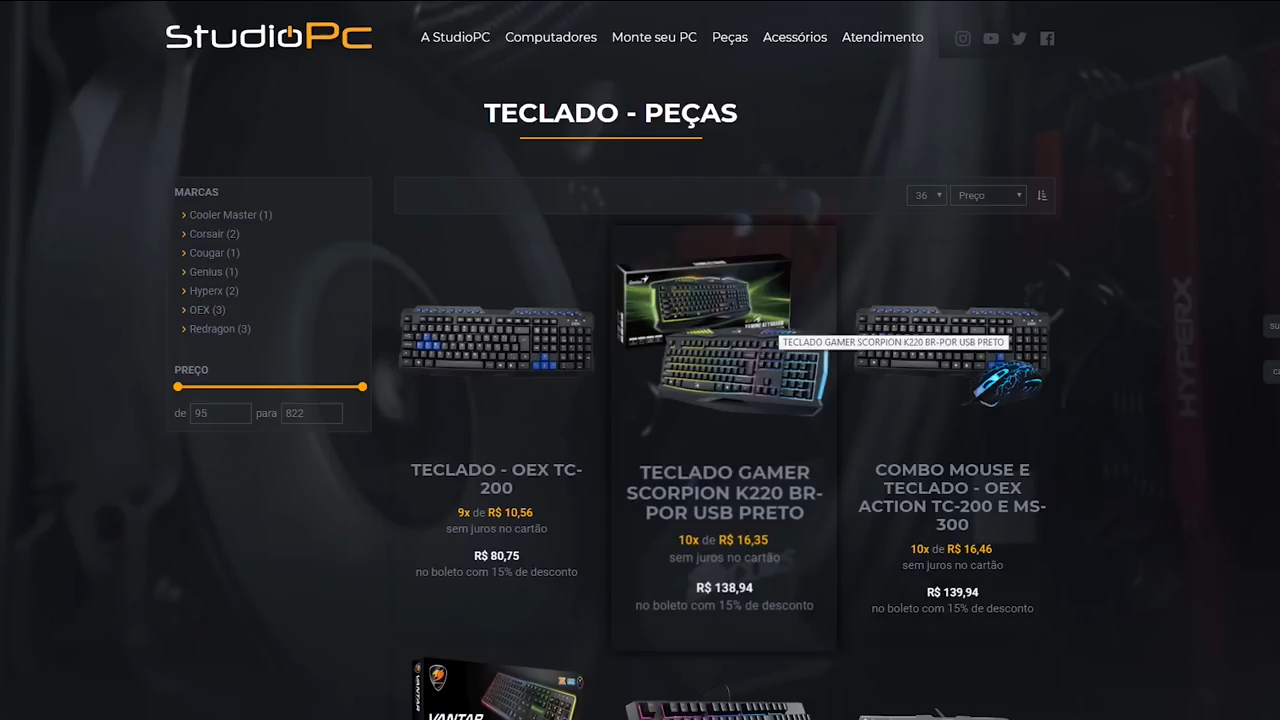 StudioPc
A StudioPC
Computadores
Monte seu PC
Peças
Acessórios
Atendimento
TECLADO - PEÇAS
MARCAS
Cooler Master (1)
Corsair (2)
Cougar (1)
Genius (1)
Hyperx (2)
OEX (3)
Redragon (3)
PREÇO
de 95 para 822
36
Preço
TECLADO GAMER SCORPION K220 BR-POR USB PRETO
TECLADO - OEX TC-
200
9x de R$ 10,56
sem juros no cartão
R$ 80,75
no boleto com 15% de desconto
TECLADO GAMER
SCORPION K220 BR-
POR USB PRETO
10x de R$ 16,35
sem juros no cartão
R$ 138,94
no boleto com 15% de desconto
COMBO MOUSE E
TECLADO - OEX
ACTION TC-200 E MS-
300
10x de R$ 16,46
sem juros no cartão
R$ 139,94
no boleto com 15% de desconto
HYPERX
VANTAR